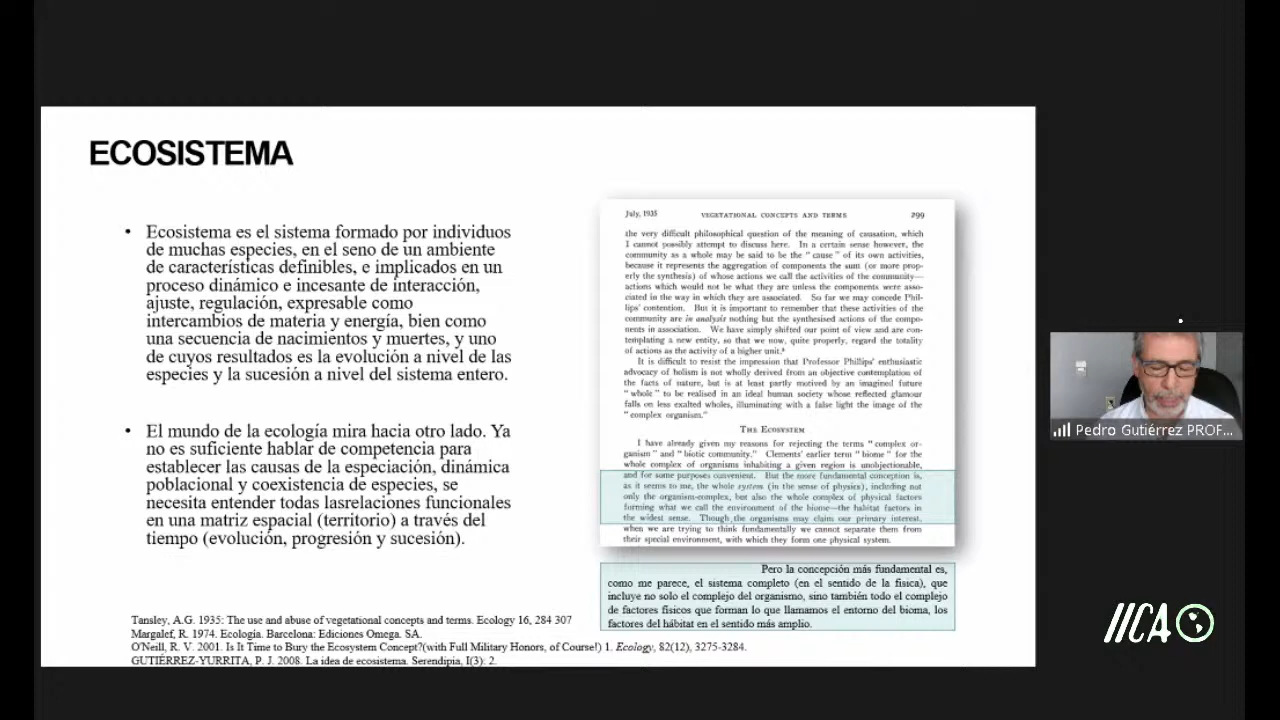 ECOSISTEMA
• Ecosistema es el sistema formado por individuos
de muchas especies, en el seno de un ambiente
de características definibles, e implicados en un
proceso dinámico e incesante de interacción,
ajuste, regulación, expresable como
intercambios de materia y energía, bien como
una secuencia de nacimientos y muertes, y uno
de cuyos resultados es la evolución a nivel de las
especies y la sucesión a nivel del sistema entero.
• El mundo de la ecología mira hacia otro lado. Ya
no es suficiente hablar de competencia para
establecer las causas de la especiación, dinámica
poblacional y coexistencia de especies, se
necesita entender todas lasrelaciones funcionales
en una matriz espacial (territorio) a través del
tiempo (evolución, progresión y sucesión).
July, 1935 VEGETATIONAL CONCEPTS AND TERMS 299
the very difficult philosophical question of the meaning of causation, which
I cannot possibly attempt to discuss here. In a certain sense however, the
community as a whole may be said to be the "cause" of its own activities,
because it represents the aggregation of components the sum (or more prop-
erly the synthesis) of whose actions we call the activities of the community—
actions which would not be what they are unless the components were asso-
ciated in the way in which they are associated. So far we may concede Phil-
lips' contention. But it is important to remember that these activities of the
community are in analysis nothing but the synthesised actions of the compo-
nents in association. We have simply shifted our point of view and are con-
templating a new entity, so that we now, quite properly, regard the totality
of actions as the activity of a higher unit.
It is difficult to resist the impression that Professor Phillips' enthusiastic
advocacy of holism is not wholly derived from an objective contemplation of
the facts of nature, but is at least partly motived by an imagined future
"whole" to be realised in an ideal human society whose reflected glamour
falls on less exalted wholes, illuminating with a false light the image of the
"complex organism."
THE ECOSYSTEM
I have already given my reasons for rejecting the terms "complex or-
ganism" and "biotic community." Clements' earlier term "biome" for the
whole complex of organisms inhabiting a given region is unobjectionable,
and for some purposes convenient. But the more fundamental conception is,
as it seems to me, the whole system (in the sense of physics), including not
only the organism-complex, but also the whole complex of physical factors
forming what we call the environment of the biome—the habitat factors in
the widest sense. Though the organisms may claim our primary interest,
when we are trying to think fundamentally we cannot separate them from
their special environment, with which they form one physical system.
Pero la concepción más fundamental es,
como me parece, el sistema completo (en el sentido de la física), que
incluye no solo el complejo del organismo, sino también todo el complejo
de factores físicos que forman lo que llamamos el entorno del bioma, los
factores del hábitat en el sentido más amplio.
Tansley, A.G. 1935: The use and abuse of vegetational concepts and terms. Ecology 16, 284 307
Margalef, R. 1974. Ecología. Barcelona: Ediciones Omega. SA.
O'Neill, R. V. 2001. Is It Time to Bury the Ecosystem Concept?(with Full Military Honors, of Course!) 1. Ecology, 82(12), 3275-3284.
GUTIÉRREZ-YURRITA, P. J. 2008. La idea de ecosistema. Serendipia, I(3): 2.
Pedro Gutiérrez PROF...
IICA